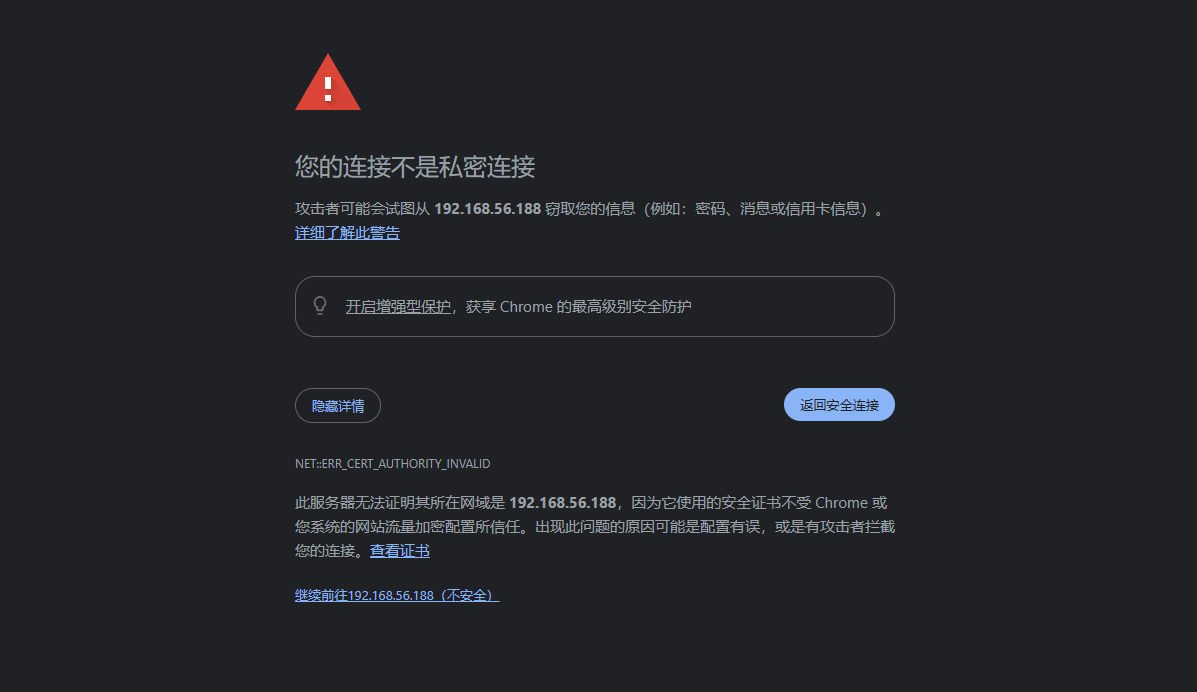 您的连接不是私密连接
攻击者可能会试图从 192.168.56.188 窃取您的信息（例如：密码、消息或信用卡信息）。
详细了解此警告
开启增强型保护，获享 Chrome 的最高级别安全防护
隐藏详情
返回安全连接
NET::ERR_CERT_AUTHORITY_INVALID
此服务器无法证明其所在网域是 192.168.56.188，因为它使用的安全证书不受 Chrome 或
您系统的网站流量加密配置所信任。出现此问题的原因可能是配置有误，或是有攻击者拦截
您的连接。查看证书
继续前往192.168.56.188（不安全）